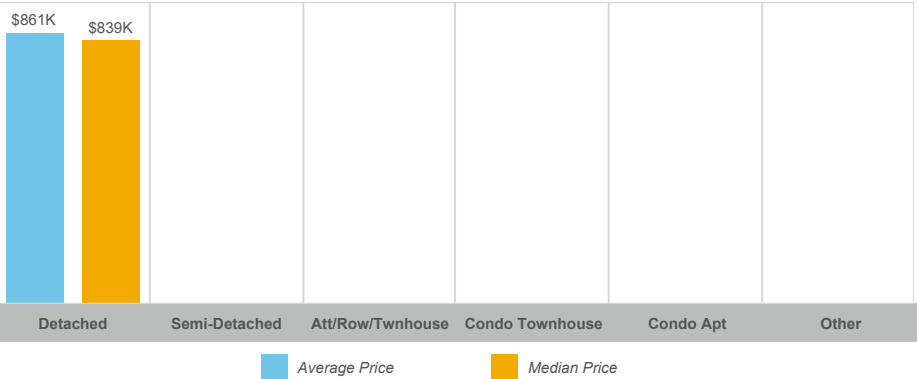 $861K
$839K
Detached Semi-Detached Att/Row/Twnhouse Condo Townhouse Condo Apt Other
Average Price Median Price